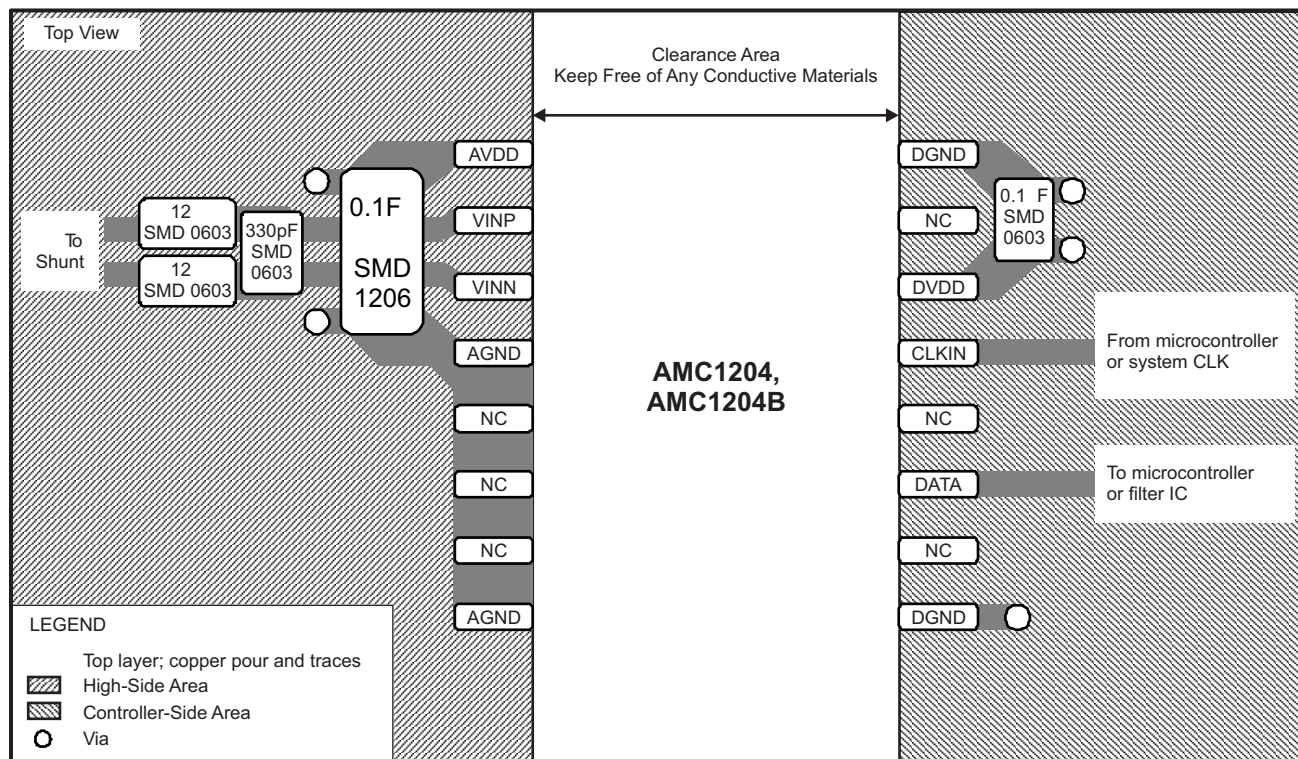 Top View
Clearance Area
Keep Free of Any Conductive Materials
AVDD
VINP
VINN
AGND
NC
NC
NC
AGND
To
Shunt
12
SMD 0603
12
SMD 0603
330pF
SMD
0603
0.1F
SMD
1206
AMC1204,
AMC1204B
DGND
NC
DVDD
CLKIN
NC
DATA
NC
DGND
0.1 F
SMD
0603
From microcontroller
or system CLK
To microcontroller
or filter IC
LEGEND
Top layer; copper pour and traces
High-Side Area
Controller-Side Area
Via